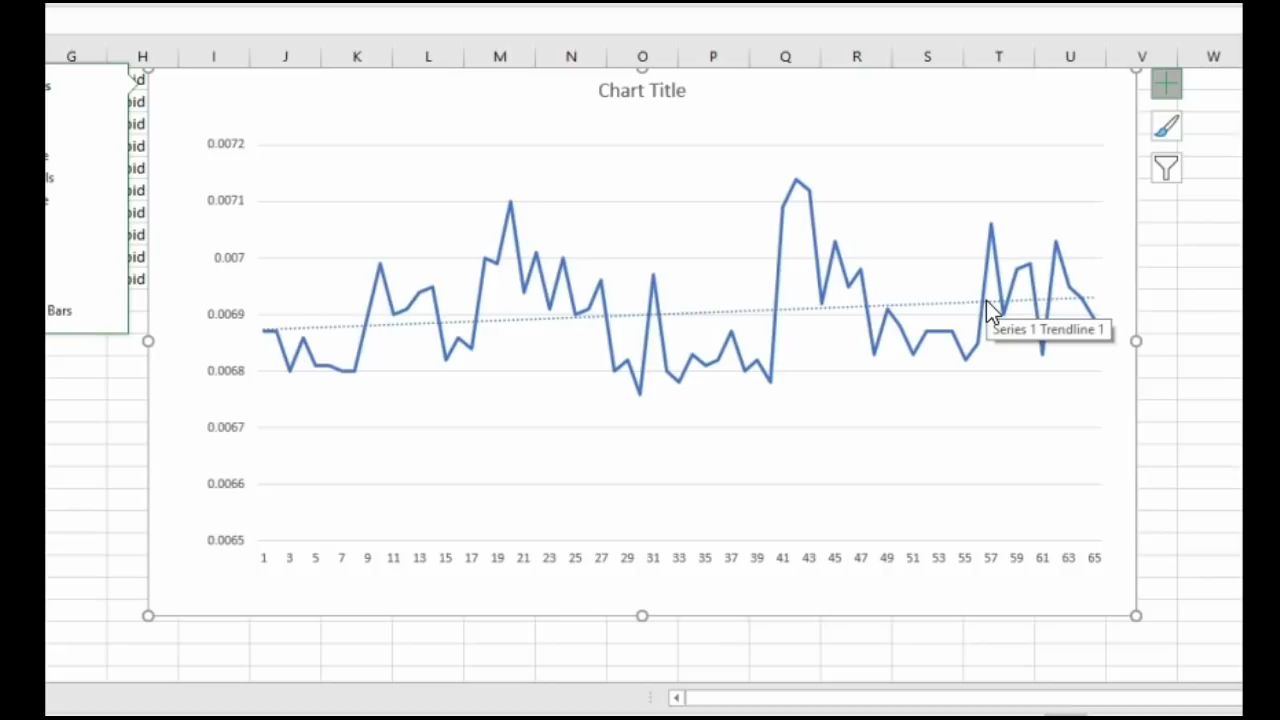 G H I J K L M N O P Q R S T U V W
Chart Title
0.0072
0.0071
0.007
0.0069
0.0068
0.0067
0.0066
0.0065
Series 1 Trendline 1
Bars
1 3 5 7 9 11 13 15 17 19 21 23 25 27 29 31 33 35 37 39 41 43 45 47 49 51 53 55 57 59 61 63 65